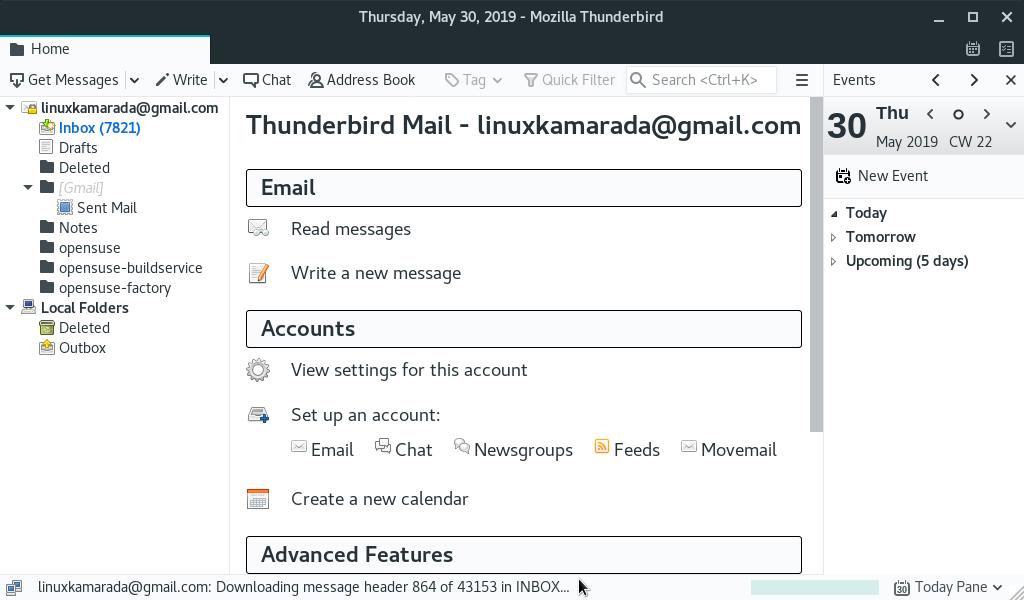 Thursday, May 30, 2019 - Mozilla Thunderbird
Home
Get Messages Write Chat Address Book Tag Quick Filter Search <Ctrl+K>
Events
linuxkamarada@gmail.com
Inbox (7821)
Drafts
Deleted
[Gmail]
Sent Mail
Notes
opensuse
opensuse-buildservice
opensuse-factory
Local Folders
Deleted
Outbox
Thunderbird Mail - linuxkamarada@gmail.com
Email
Read messages
Write a new message
Accounts
View settings for this account
Set up an account:
Email Chat Newsgroups Feeds Movemail
Create a new calendar
Advanced Features
30 Thu
May 2019 CW 22
New Event
Today
Tomorrow
Upcoming (5 days)
linuxkamarada@gmail.com: Downloading message header 864 of 43153 in INBOX...
30 Today Pane